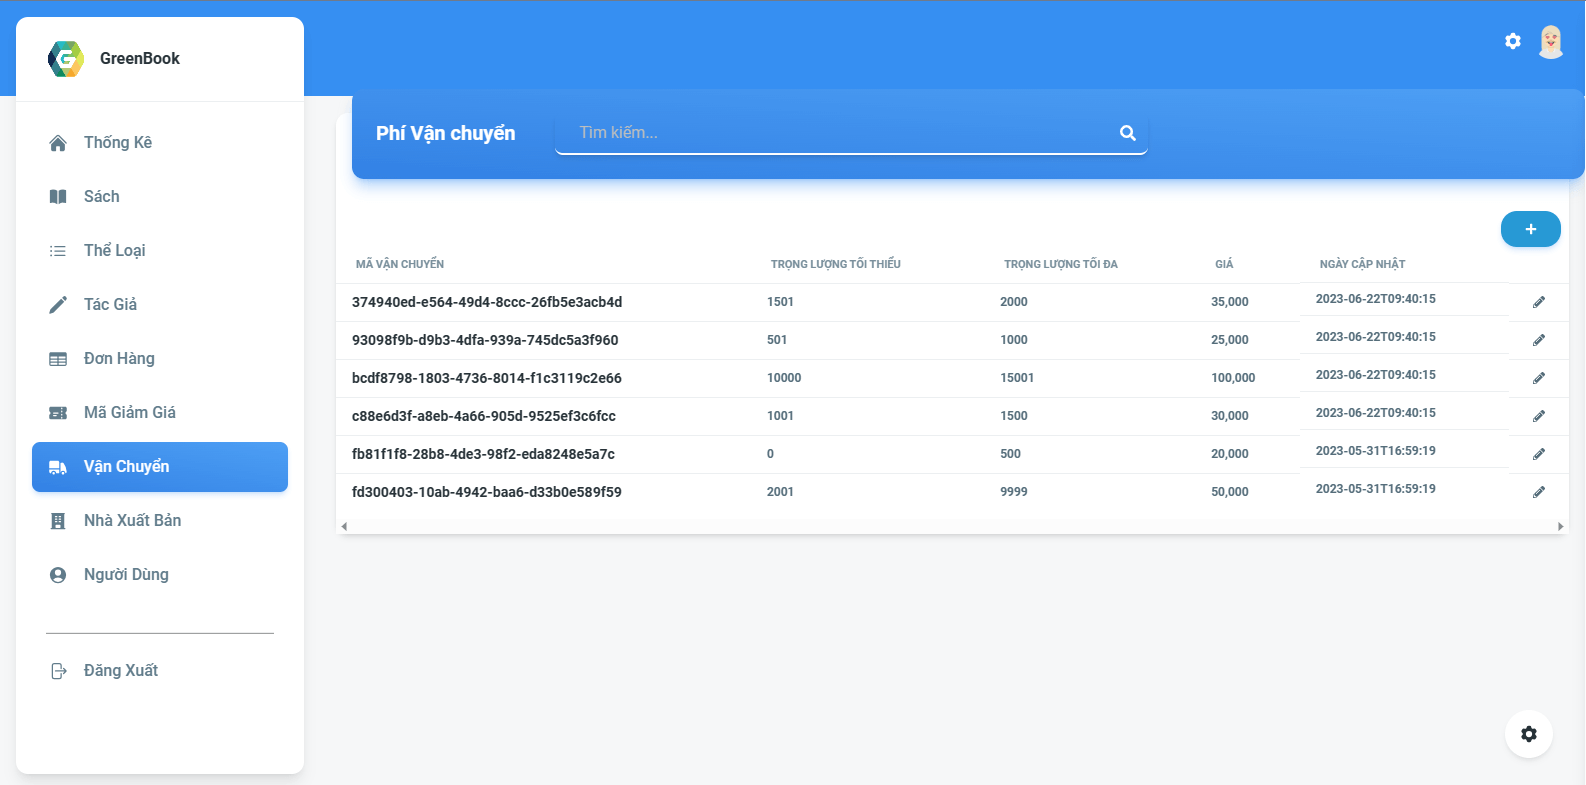 GreenBook
Thống Kê
Sách
Thể Loại
Tác Giả
Đơn Hàng
Mã Giảm Giá
Vận Chuyển
Nhà Xuất Bản
Người Dùng
Đăng Xuất
Phí Vận chuyển
Tìm kiếm...
+
MÃ VẬN CHUYỂN TRỌNG LƯỢNG TỐI THIỂU TRỌNG LƯỢNG TỐI ĐA GIÁ NGÀY CẬP NHẬT
374940ed-e564-49d4-8ccc-26fb5e3acb4d 1501 2000 35,000 2023-06-22T09:40:15
93098f9b-d9b3-4dfa-939a-745dc5a3f960 501 1000 25,000 2023-06-22T09:40:15
bcdf8798-1803-4736-8014-f1c3119c2e66 10000 15001 100,000 2023-06-22T09:40:15
c88e6d3f-a8eb-4a66-905d-9525ef3c6fcc 1001 1500 30,000 2023-06-22T09:40:15
fb81f1f8-28b8-4de3-98f2-eda8248e5a7c 0 500 20,000 2023-05-31T16:59:19
fd300403-10ab-4942-baa6-d33b0e589f59 2001 9999 50,000 2023-05-31T16:59:19